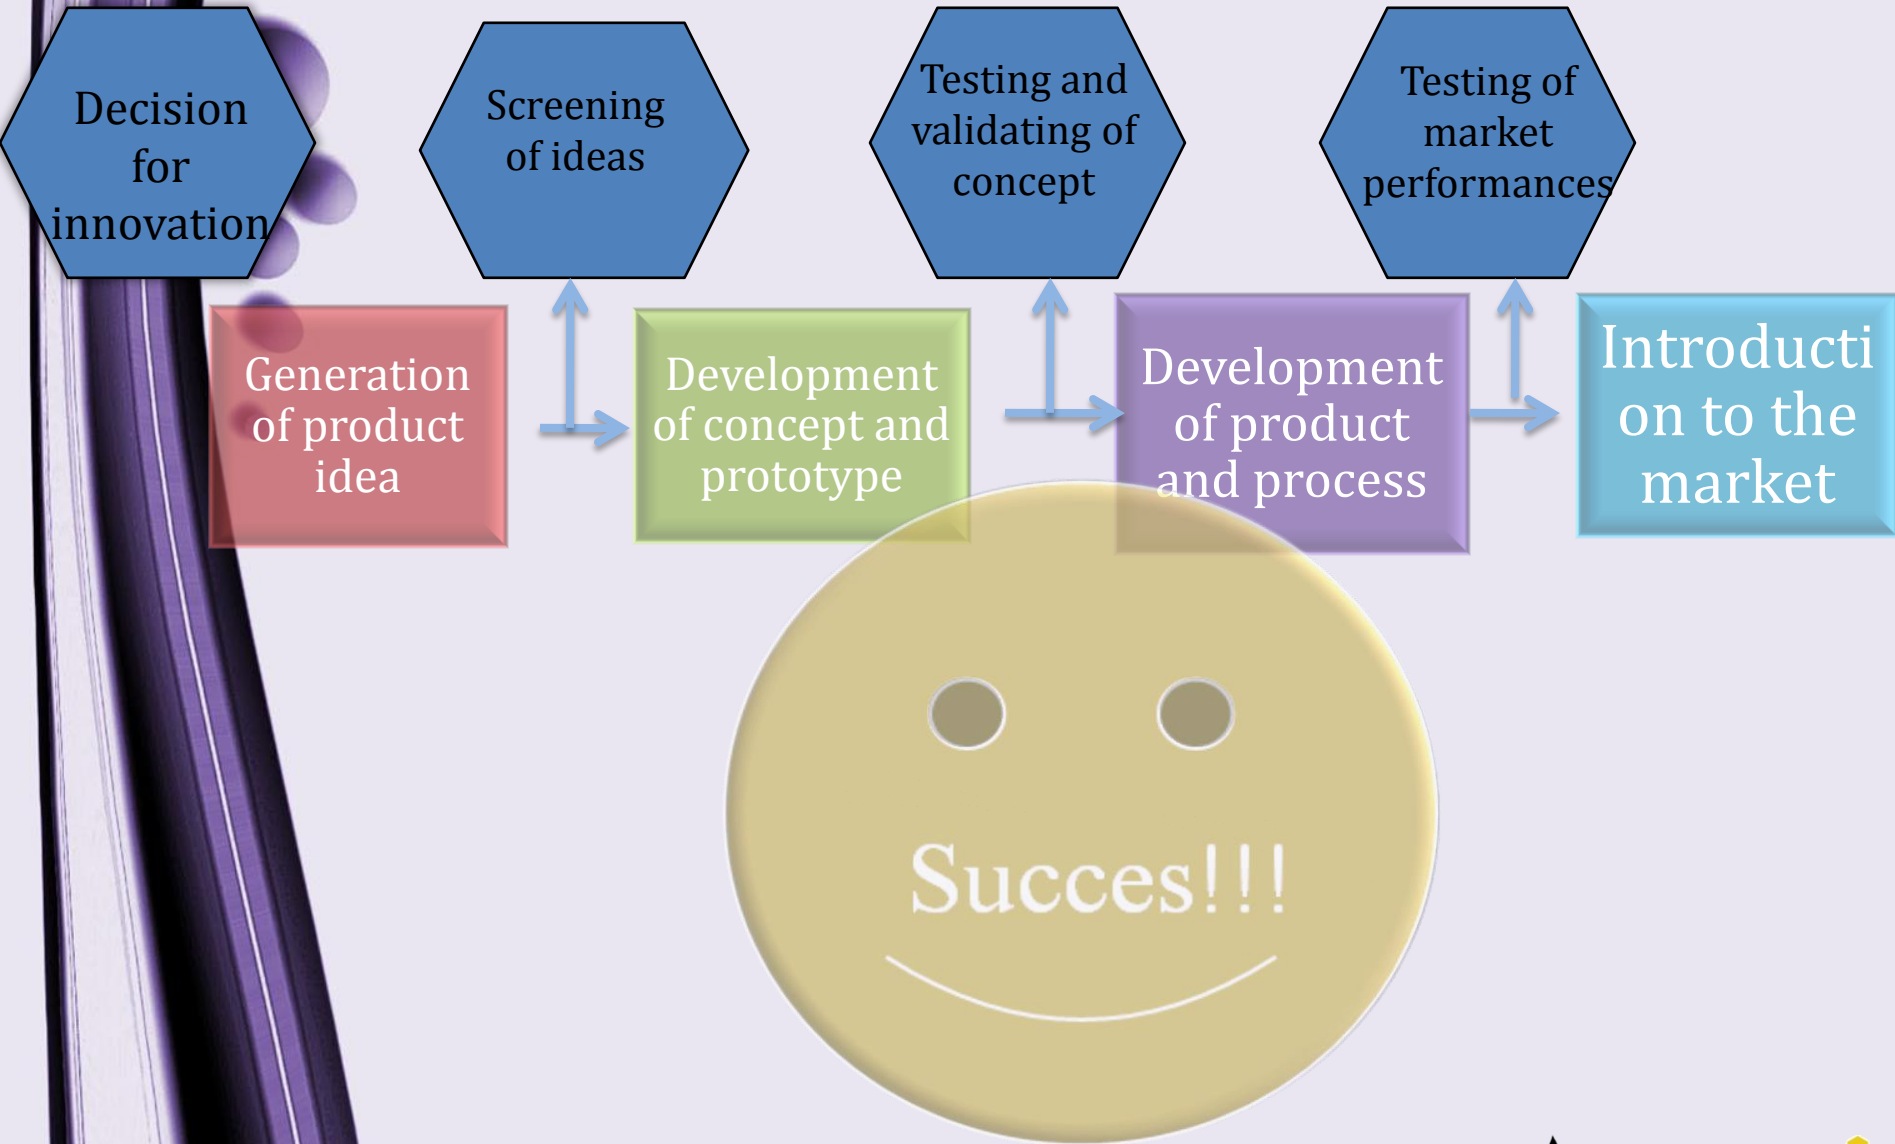 Decision
for
innovation
Screening
of ideas
Testing and
validating of
concept
Testing of
market
performances
Generation
of product
idea
Development
of concept and
prototype
Development
of product
and process
Introducti
on to the
market
Succes!!!